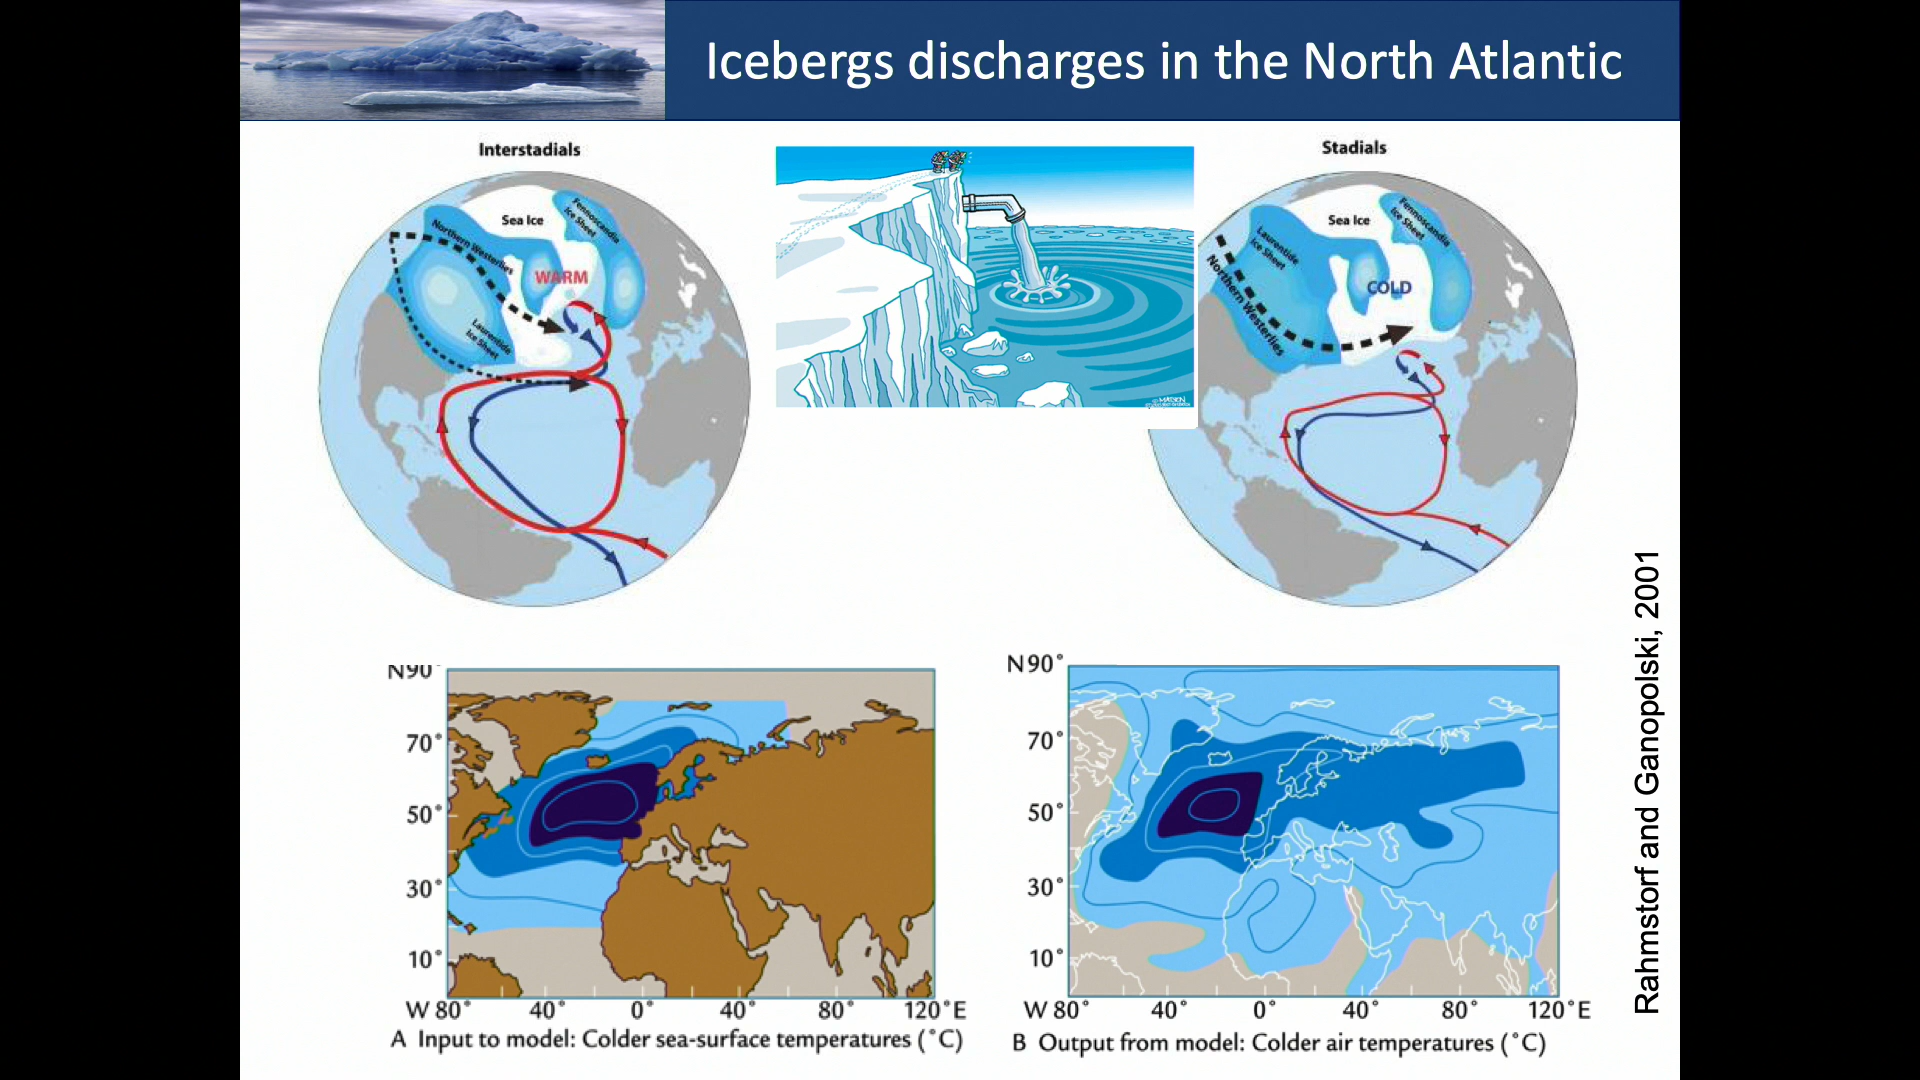 Icebergs discharges in the North Atlantic
Interstadials
Sea Ice
Fennoscandia
Ice Sheet
Northern Westerlies
WARM
Laurentide
Ice Sheet
MATSON
Stadials
Sea Ice
Fennoscandia
Ice Sheet
Laurentide
Ice Sheet
Northern Westerlies
COLD
Rahmstorf and Ganopolski, 2001
N90°
70°
50°
30°
10°
W 80° 40° 0° 40° 80° 120° E
A Input to model: Colder sea-surface temperatures (°C)
N90°
70°
50°
30°
10°
W 80° 40° 0° 40° 80° 120° E
B Output from model: Colder air temperatures (°C)